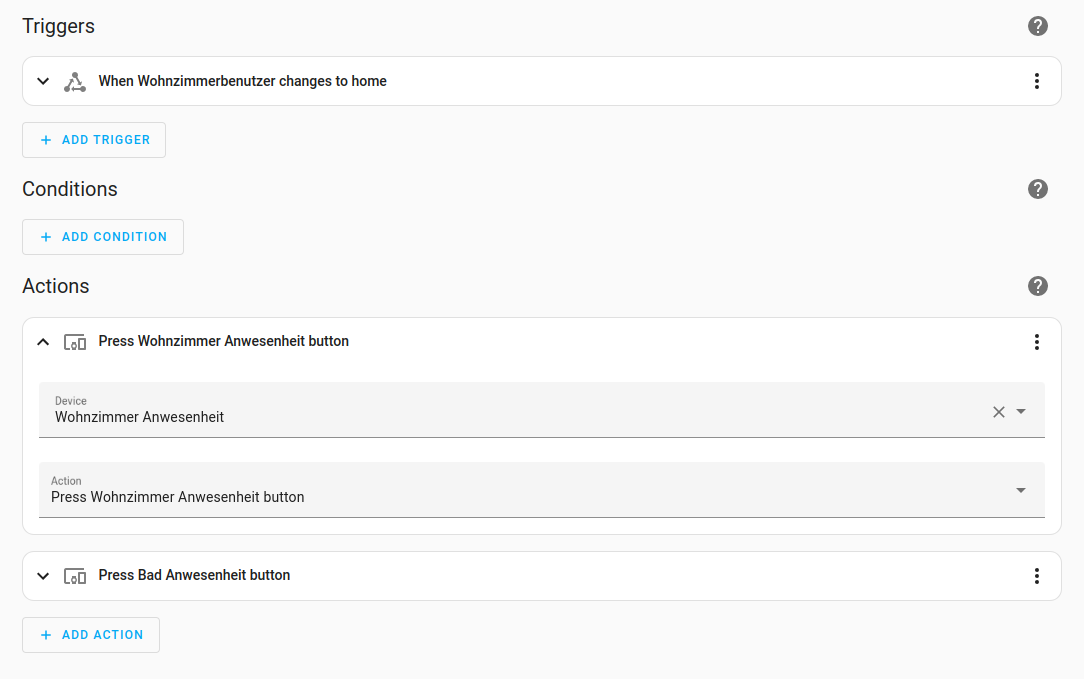 Triggers
When Wohnzimmerbenutzer changes to home
ADD TRIGGER
Conditions
ADD CONDITION
Actions
Press Wohnzimmer Anwesenheit button
Device
Wohnzimmer Anwesenheit
Action
Press Wohnzimmer Anwesenheit button
Press Bad Anwesenheit button
ADD ACTION